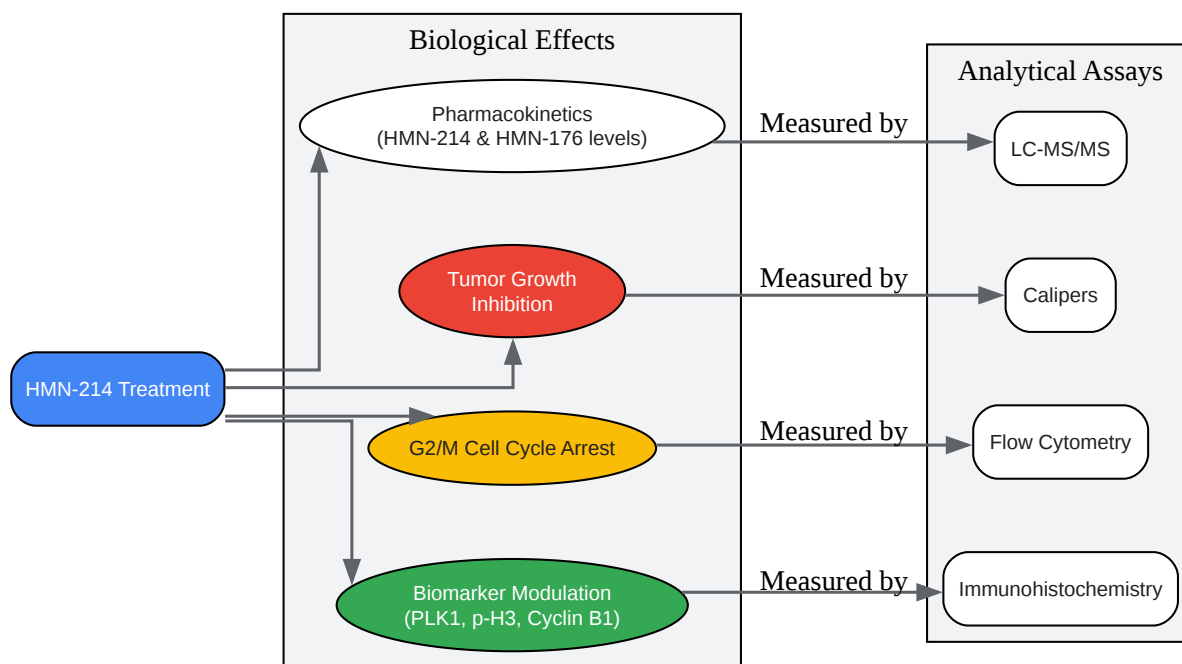 Biological Effects
Analytical Assays
Pharmacokinetics
(HMN-214 & HMN-176 levels)
Measured by
LC-MS/MS
Tumor Growth
Inhibition
Measured by
Calipers
HMN-214 Treatment
G2/M Cell Cycle Arrest
Measured by
Flow Cytometry
Biomarker Modulation
(PLK1, p-H3, Cyclin B1)
Measured by
Immunohistochemistry